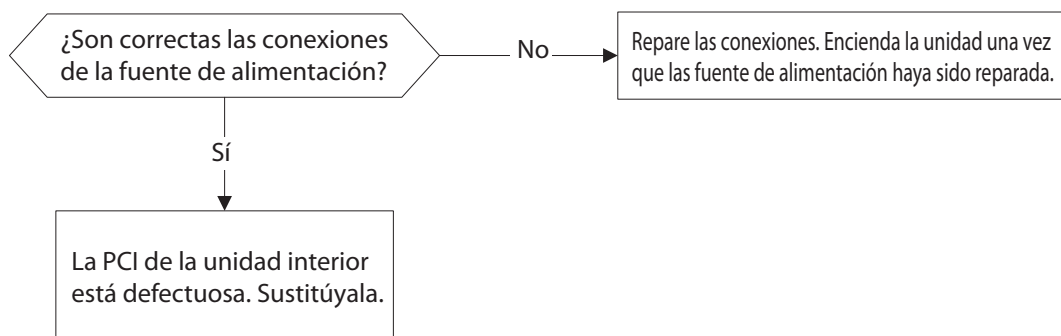 ¿Son correctas las conexiones
de la fuente de alimentación?
No
Repare las conexiones. Encienda la unidad una vez
que las fuente de alimentación haya sido reparada.
Sí
La PCI de la unidad interior
está defectuosa. Sustitúyala.